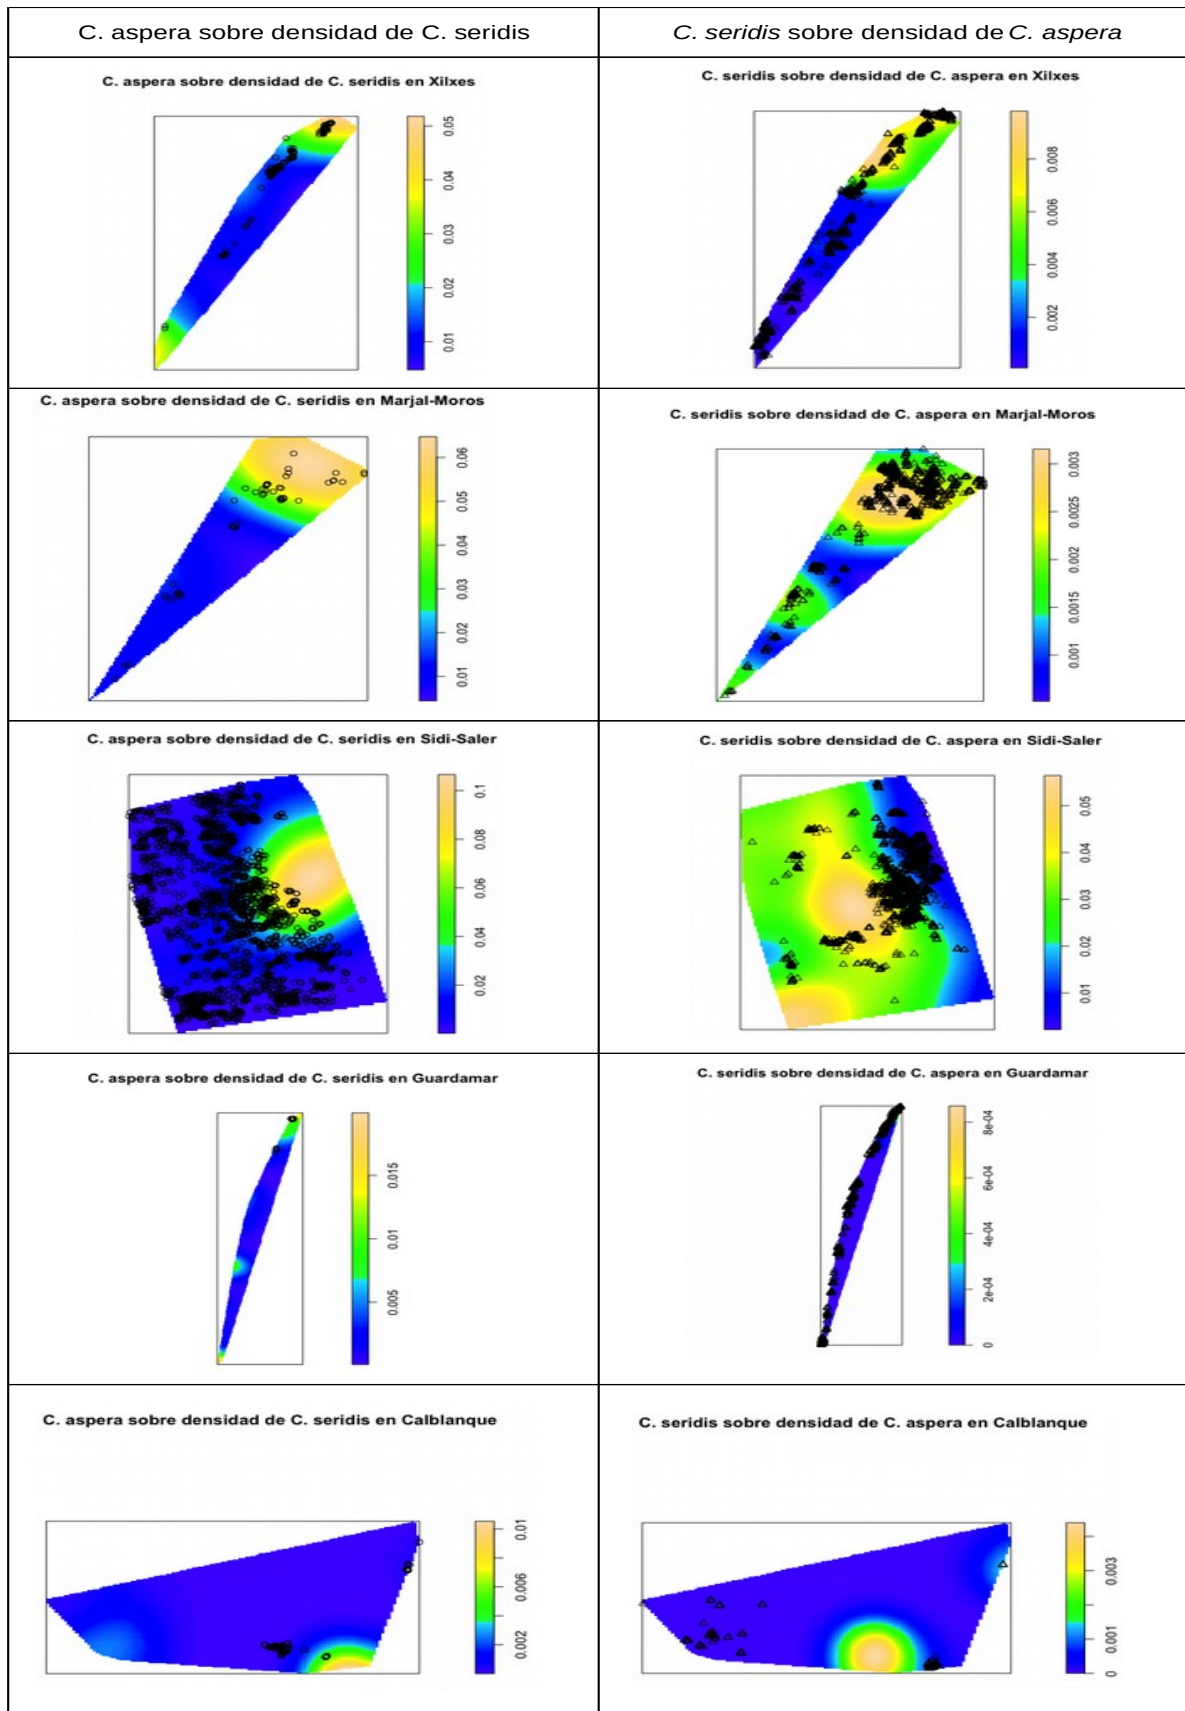 C. aspera sobre densidad de C. seridis
C. seridis sobre densidad de C. aspera
C. aspera sobre densidad de C. seridis en Xilxes
0.01 0.02 0.03 0.04 0.05
C. seridis sobre densidad de C. aspera en Xilxes
0.002 0.004 0.006 0.008
C. aspera sobre densidad de C. seridis en Marjal-Moros
0.01 0.02 0.03 0.04 0.05 0.06
C. seridis sobre densidad de C. aspera en Marjal-Moros
0.001 0.0015 0.002 0.0025 0.003
C. aspera sobre densidad de C. seridis en Sidi-Saler
0.02 0.04 0.06 0.08 0.1
C. seridis sobre densidad de C. aspera en Sidi-Saler
0.01 0.02 0.03 0.04 0.05
C. aspera sobre densidad de C. seridis en Guardamar
0.005 0.01 0.015
C. seridis sobre densidad de C. aspera en Guardamar
0 2e-04 4e-04 6e-04 8e-04
C. aspera sobre densidad de C. seridis en Calblanque
0.002 0.006 0.01
C. seridis sobre densidad de C. aspera en Calblanque
0 0.001 0.003